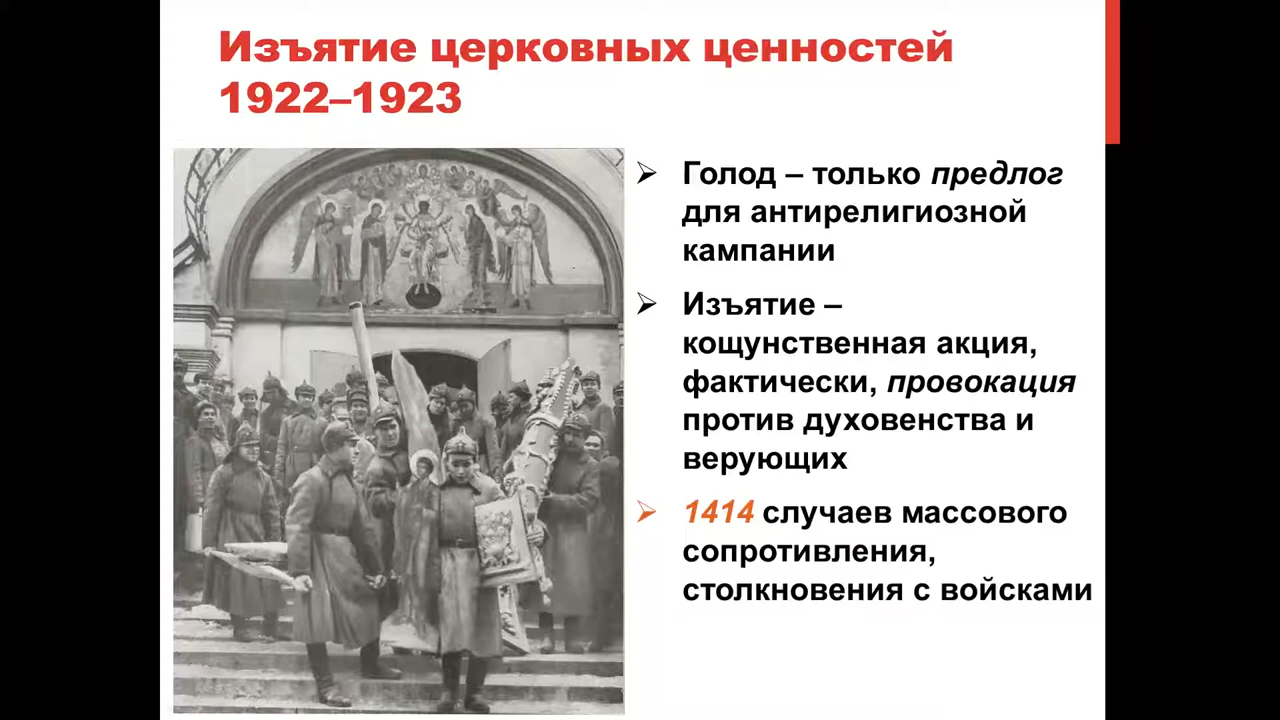 Изъятие церковных ценностей
1922–1923
Голод – только предлог
для антирелигиозной
кампании
Изъятие –
кощунственная акция,
фактически, провокация
против духовенства и
верующих
1414 случаев массового
сопротивления,
столкновения с войсками